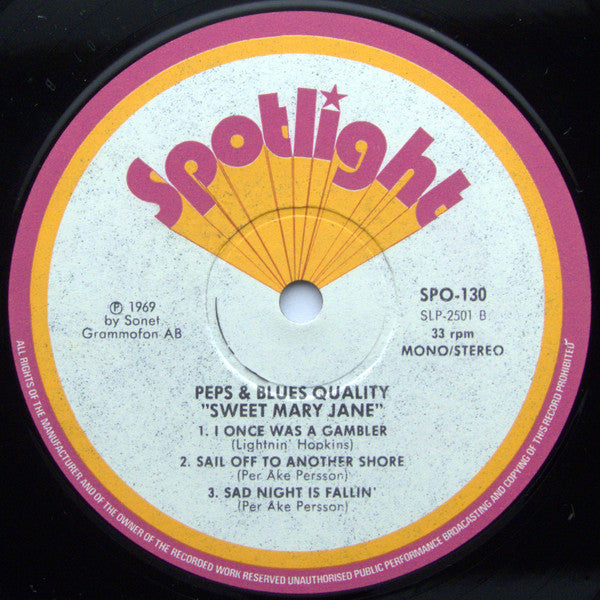 Spotlight
℗ 1969
by Sonet
Grammofon AB
SPO-130
SLP-2501 B
33 rpm
MONO/STEREO
PEPS & BLUES QUALITY
"SWEET MARY JANE"
1. I ONCE WAS A GAMBLER
(Lightnin' Hopkins)
2. SAIL OFF TO ANOTHER SHORE
(Per Åke Persson)
3. SAD NIGHT IS FALLIN'
(Per Åke Persson)
ALL RIGHTS OF THE MANUFACTURER AND OF THE OWNER OF THE RECORDED WORK RESERVED UNAUTHORISED PUBLIC PERFORMANCE BROADCASTING AND COPYING OF THIS RECORD PROHIBITED